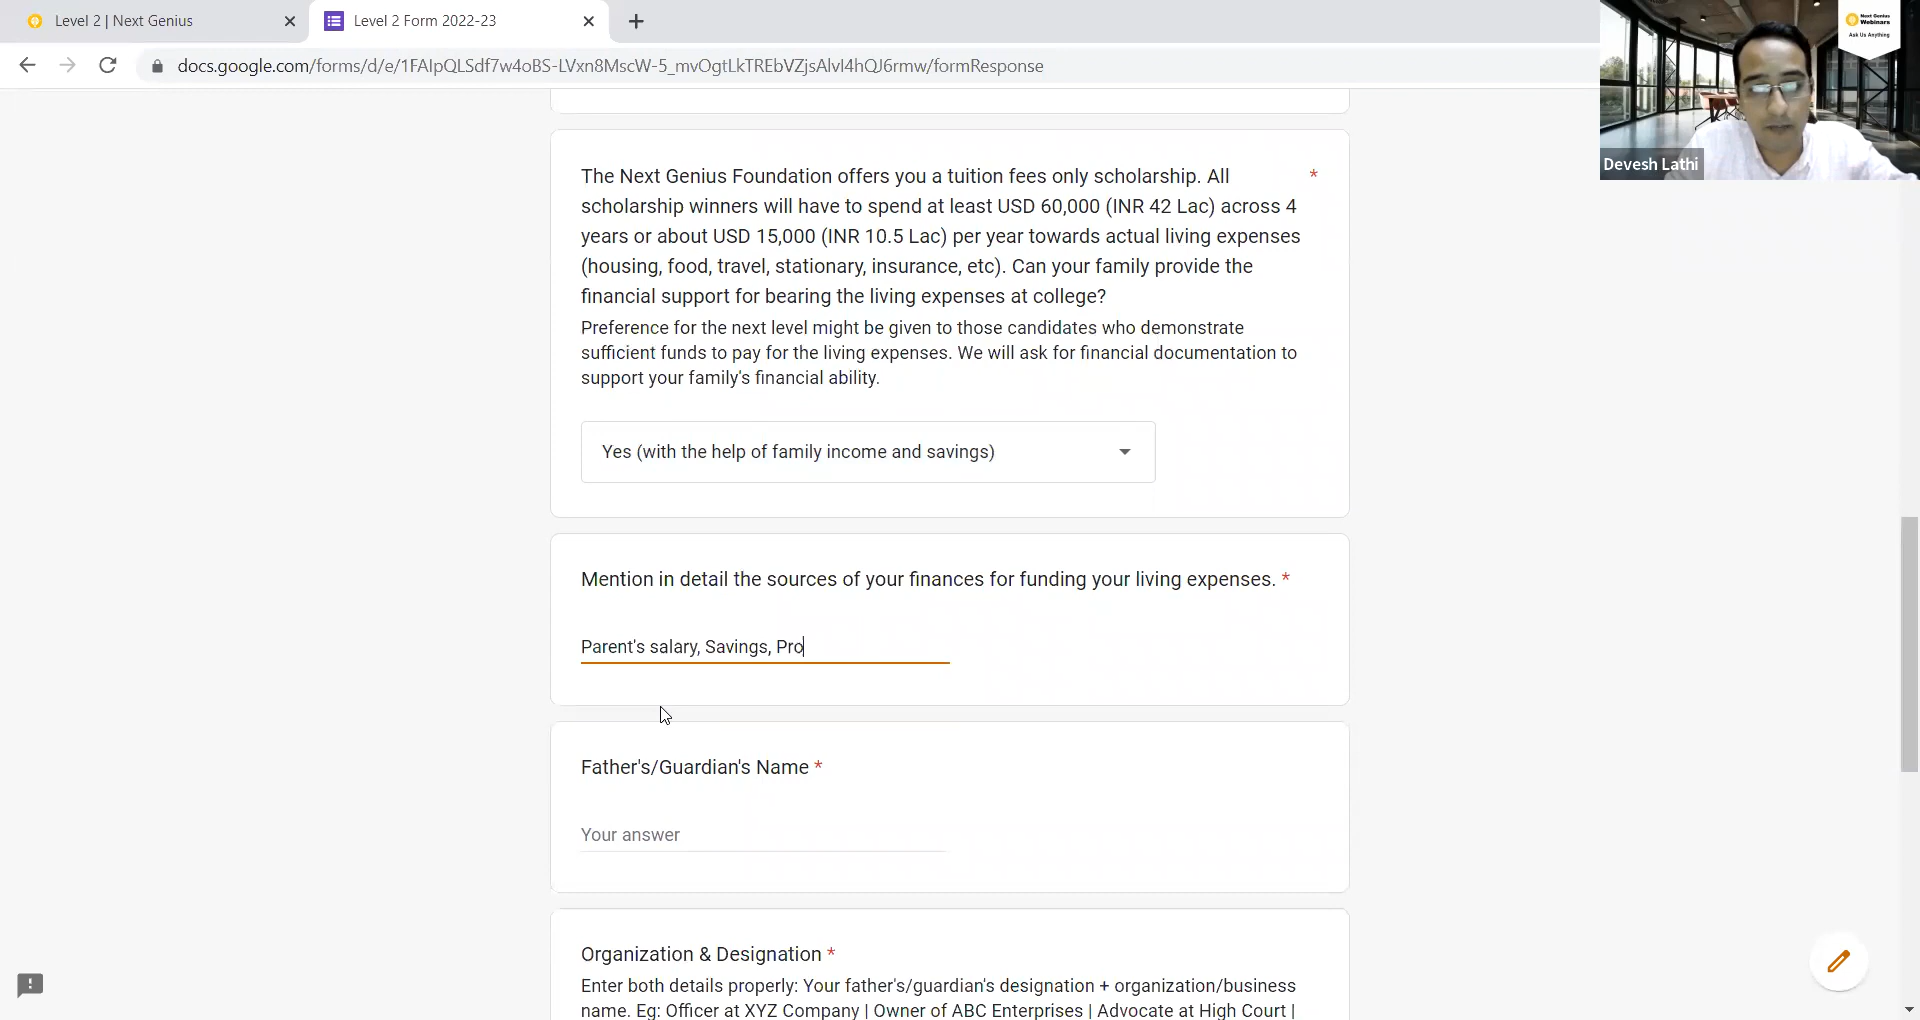 Level 2 | Next Genius
Level 2 Form 2022-23
Next Genius
Webinars
Ask Us Anything
docs.google.com/forms/d/e/1FAIpQLSdf7w4oBS-LVxn8MscW-5_mvOgtLkTREbVZjsAlvI4hQJ6rmw/formResponse
Devesh Lathi
The Next Genius Foundation offers you a tuition fees only scholarship. All *
scholarship winners will have to spend at least USD 60,000 (INR 42 Lac) across 4
years or about USD 15,000 (INR 10.5 Lac) per year towards actual living expenses
(housing, food, travel, stationary, insurance, etc). Can your family provide the
financial support for bearing the living expenses at college?
Preference for the next level might be given to those candidates who demonstrate
sufficient funds to pay for the living expenses. We will ask for financial documentation to
support your family's financial ability.
Yes (with the help of family income and savings)
Mention in detail the sources of your finances for funding your living expenses. *
Parent's salary, Savings, Pro
Father's/Guardian's Name *
Your answer
Organization & Designation *
Enter both details properly: Your father's/guardian's designation + organization/business
name. Eg: Officer at XYZ Company | Owner of ABC Enterprises | Advocate at High Court |